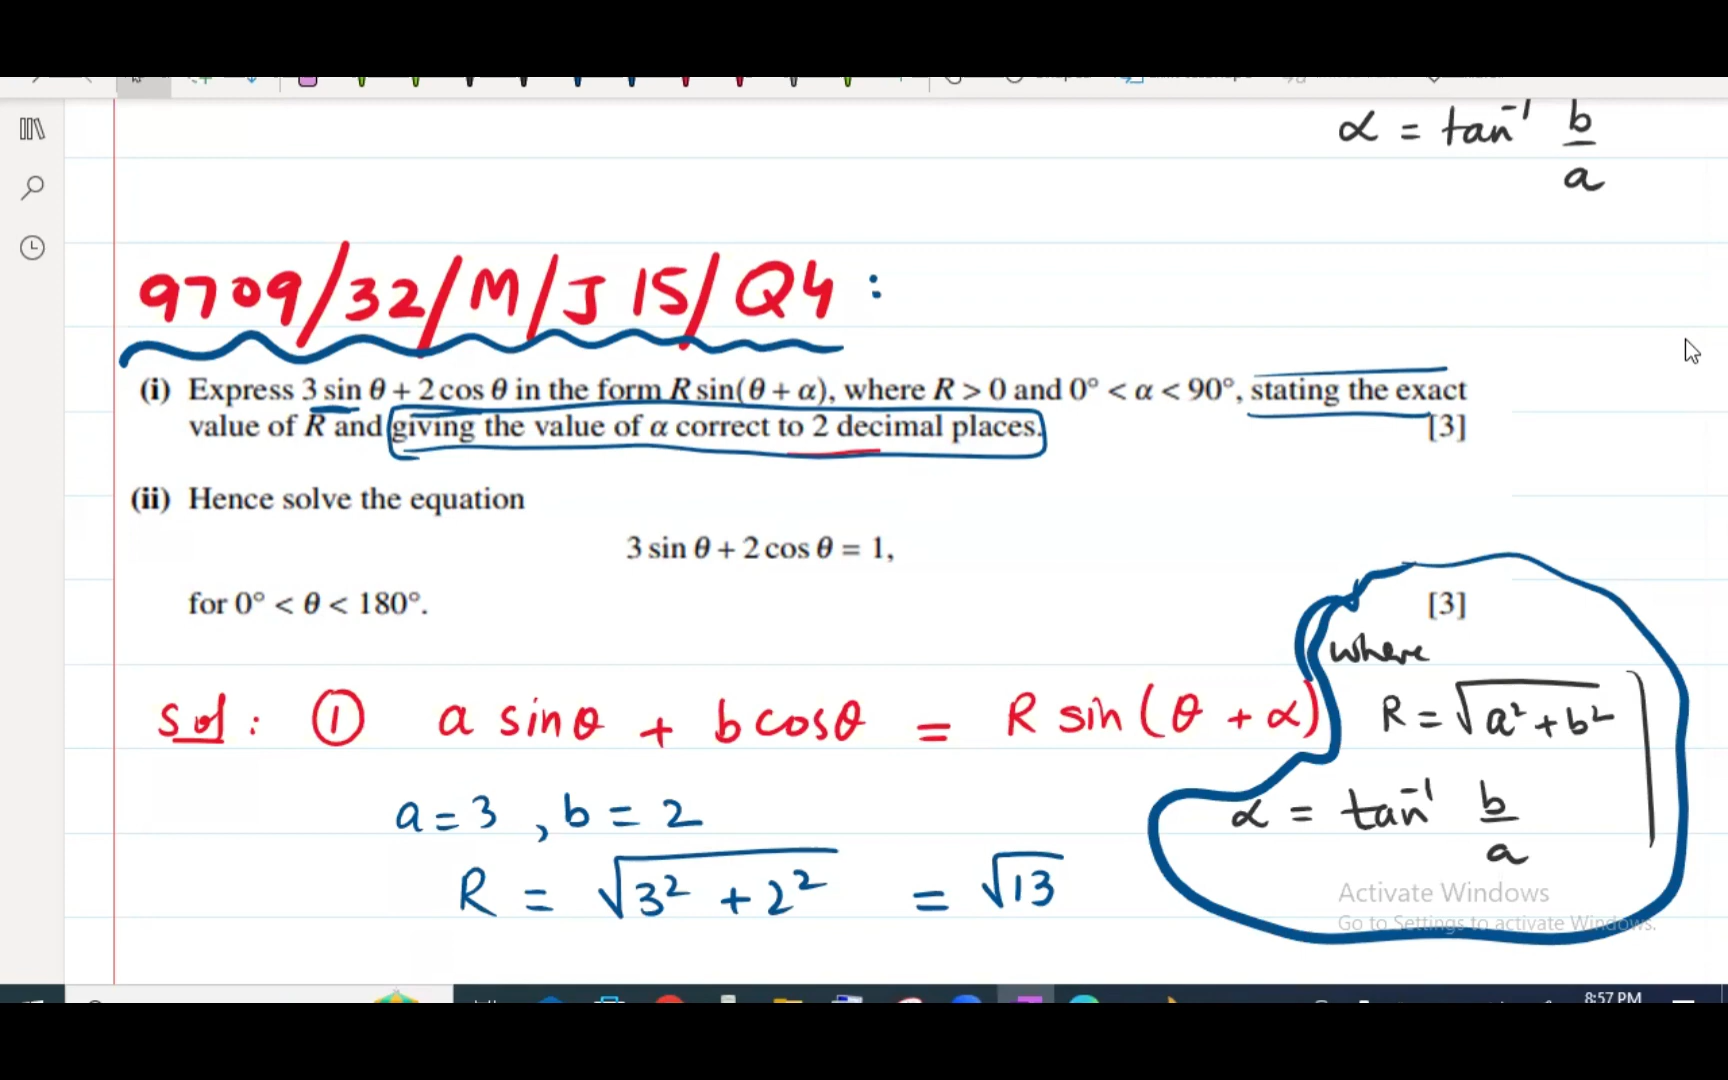 α = tan⁻¹ b/a
9709/32/M/J 15/Q4 :
(i) Express 3 sin θ + 2 cos θ in the form R sin(θ + α), where R > 0 and 0° < α < 90°, stating the exact
value of R and giving the value of α correct to 2 decimal places. [3]
(ii) Hence solve the equation
3 sin θ + 2 cos θ = 1,
for 0° < θ < 180°. [3]
where
Sol : ① a sinθ + b cosθ = R sin(θ + α) R = √(a² + b²)
a = 3 , b = 2 α = tan⁻¹ b/a
R = √(3² + 2²) = √13
Activate Windows
Go to Settings to activate Windows.
8:57 PM